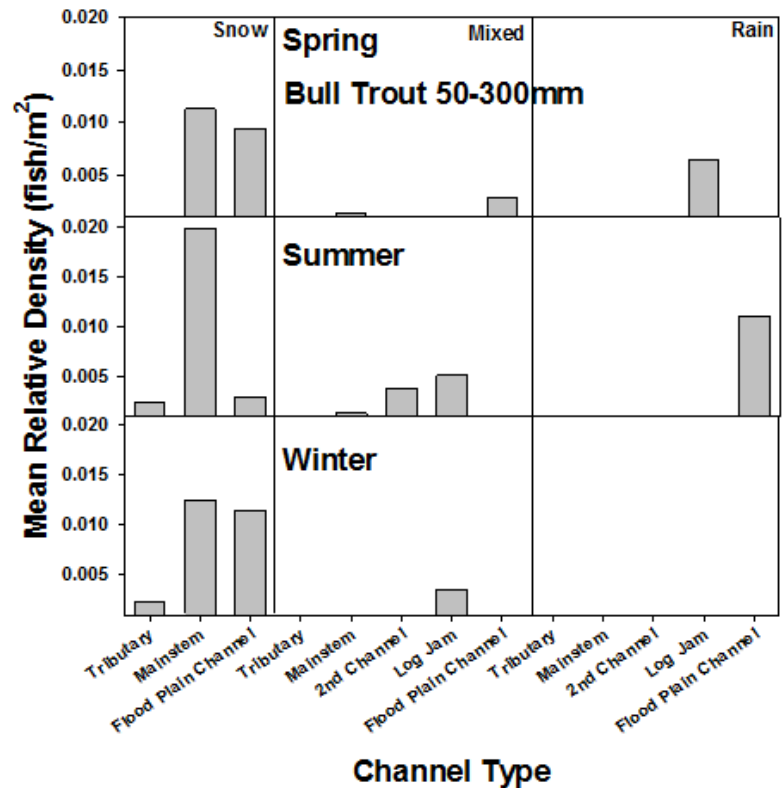 Mean Relative Density (fish/m²)
0.020
0.015
0.010
0.005
Snow
Spring
Mixed
Rain
Bull Trout 50-300mm
0.020
0.015
0.010
0.005
Summer
0.020
0.015
0.010
0.005
Winter
Tributary
Mainstem
Flood Plain Channel
Tributary
Mainstem
2nd Channel
Log Jam
Flood Plain Channel
Tributary
Mainstem
2nd Channel
Log Jam
Flood Plain Channel
Channel Type